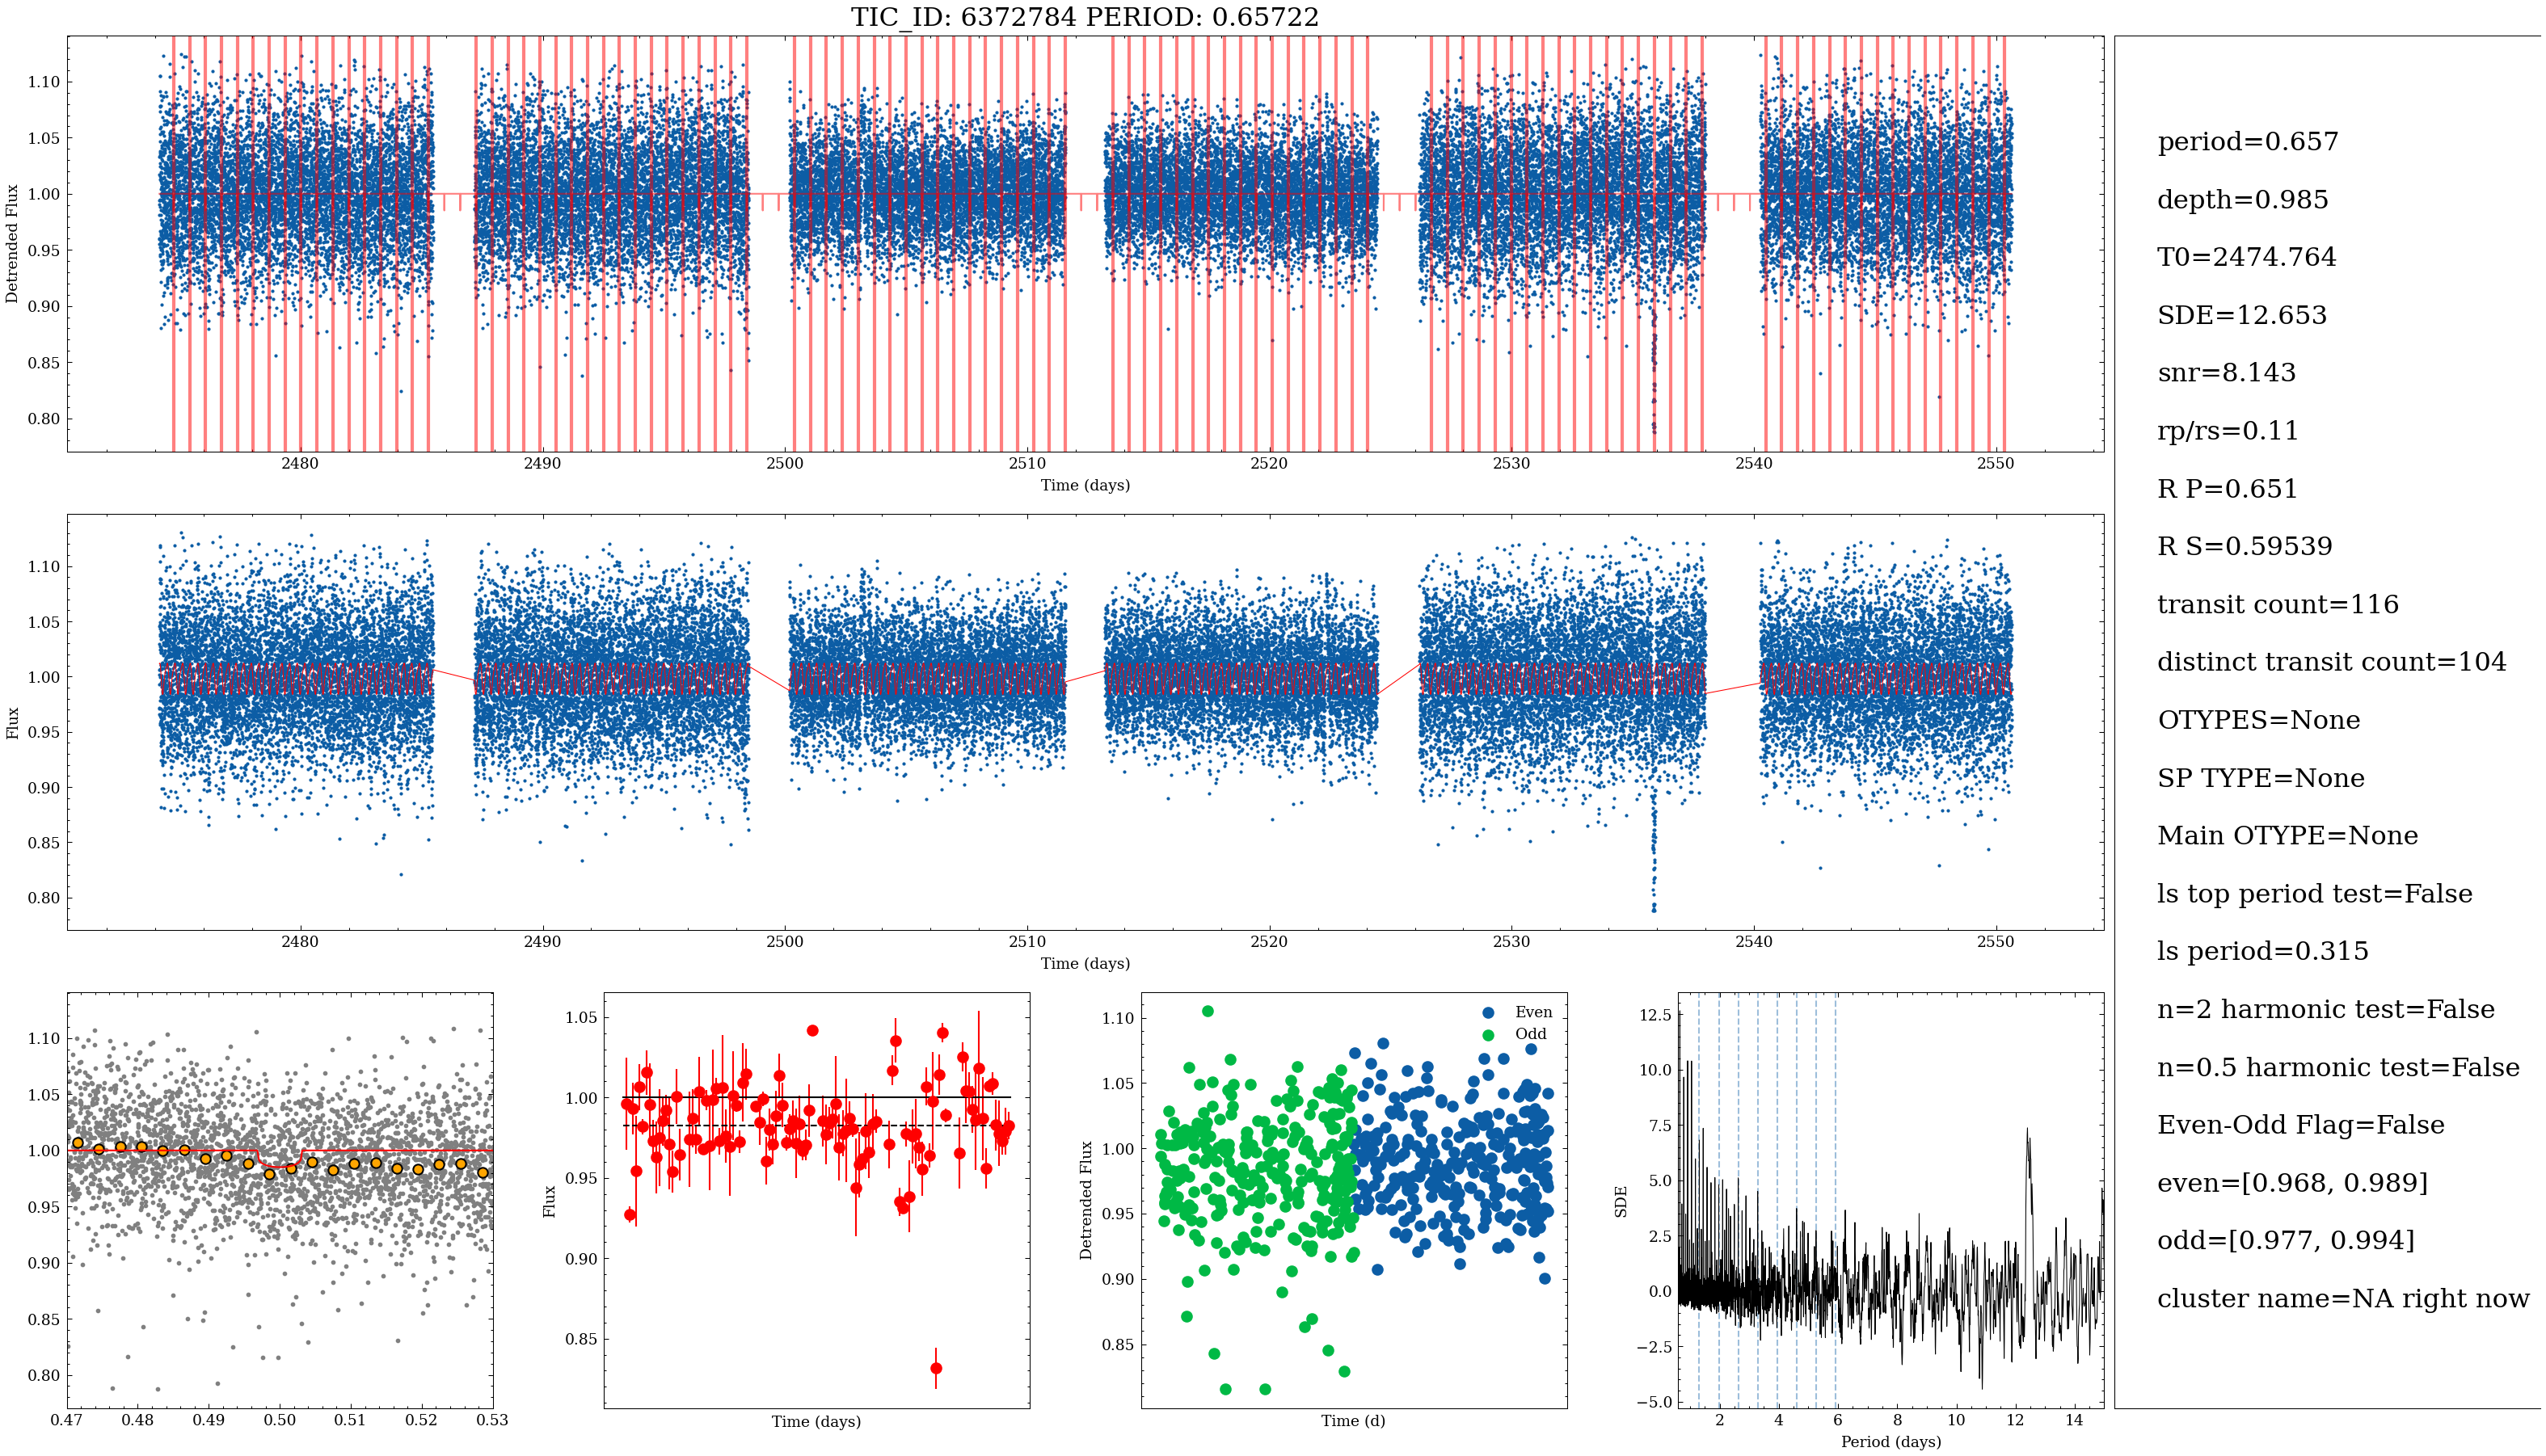 TIC_ID: 6372784 PERIOD: 0.65722
1.10
1.05
1.00
0.95
0.90
0.85
0.80
Detrended Flux
2480
2490
2500
2510
2520
2530
2540
2550
Time (days)
1.10
1.05
1.00
0.95
0.90
0.85
0.80
Flux
2480
2490
2500
2510
2520
2530
2540
2550
Time (days)
1.10
1.05
1.00
0.95
0.90
0.85
0.80
0.47
0.48
0.49
0.50
0.51
0.52
0.53
1.05
1.00
0.95
0.90
0.85
Flux
Time (days)
1.10
1.05
1.00
0.95
0.90
0.85
Detrended Flux
Even
Odd
Time (d)
12.5
10.0
7.5
5.0
2.5
0.0
−2.5
−5.0
SDE
2
4
6
8
10
12
14
Period (days)
period=0.657
depth=0.985
T0=2474.764
SDE=12.653
snr=8.143
rp/rs=0.11
R P=0.651
R S=0.59539
transit count=116
distinct transit count=104
OTYPES=None
SP TYPE=None
Main OTYPE=None
ls top period test=False
ls period=0.315
n=2 harmonic test=False
n=0.5 harmonic test=False
Even-Odd Flag=False
even=[0.968, 0.989]
odd=[0.977, 0.994]
cluster name=NA right now